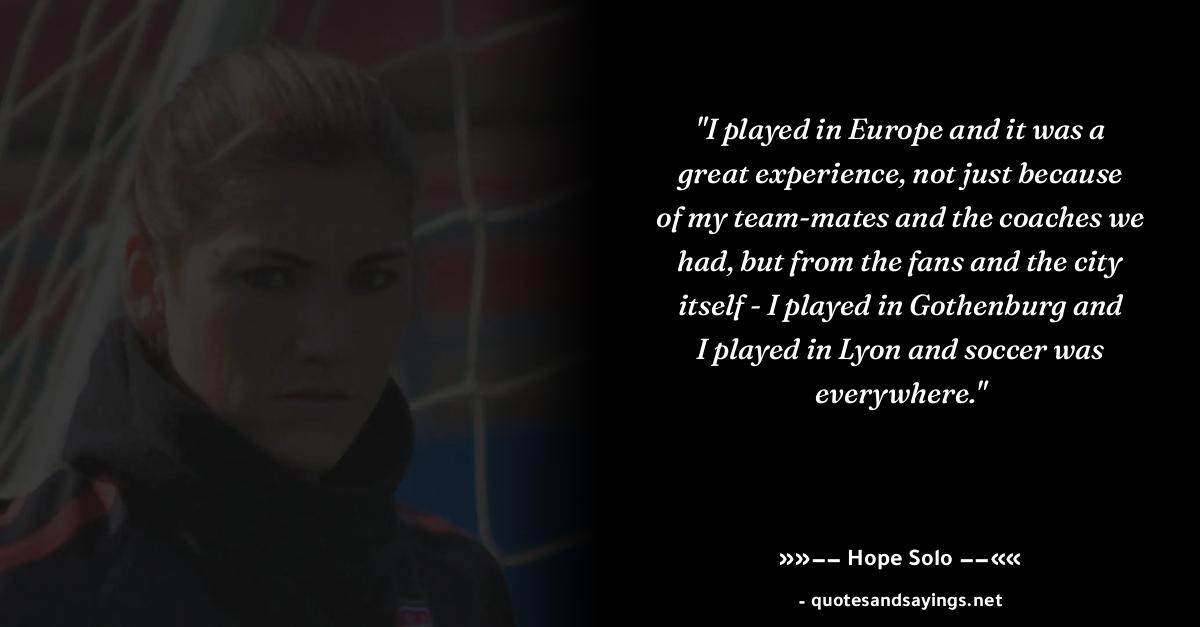 "I played in Europe and it was a
great experience, not just because
of my team-mates and the coaches we
had, but from the fans and the city
itself - I played in Gothenburg and
I played in Lyon and soccer was
everywhere."
»»–– Hope Solo ––««
- quotesandsayings.net